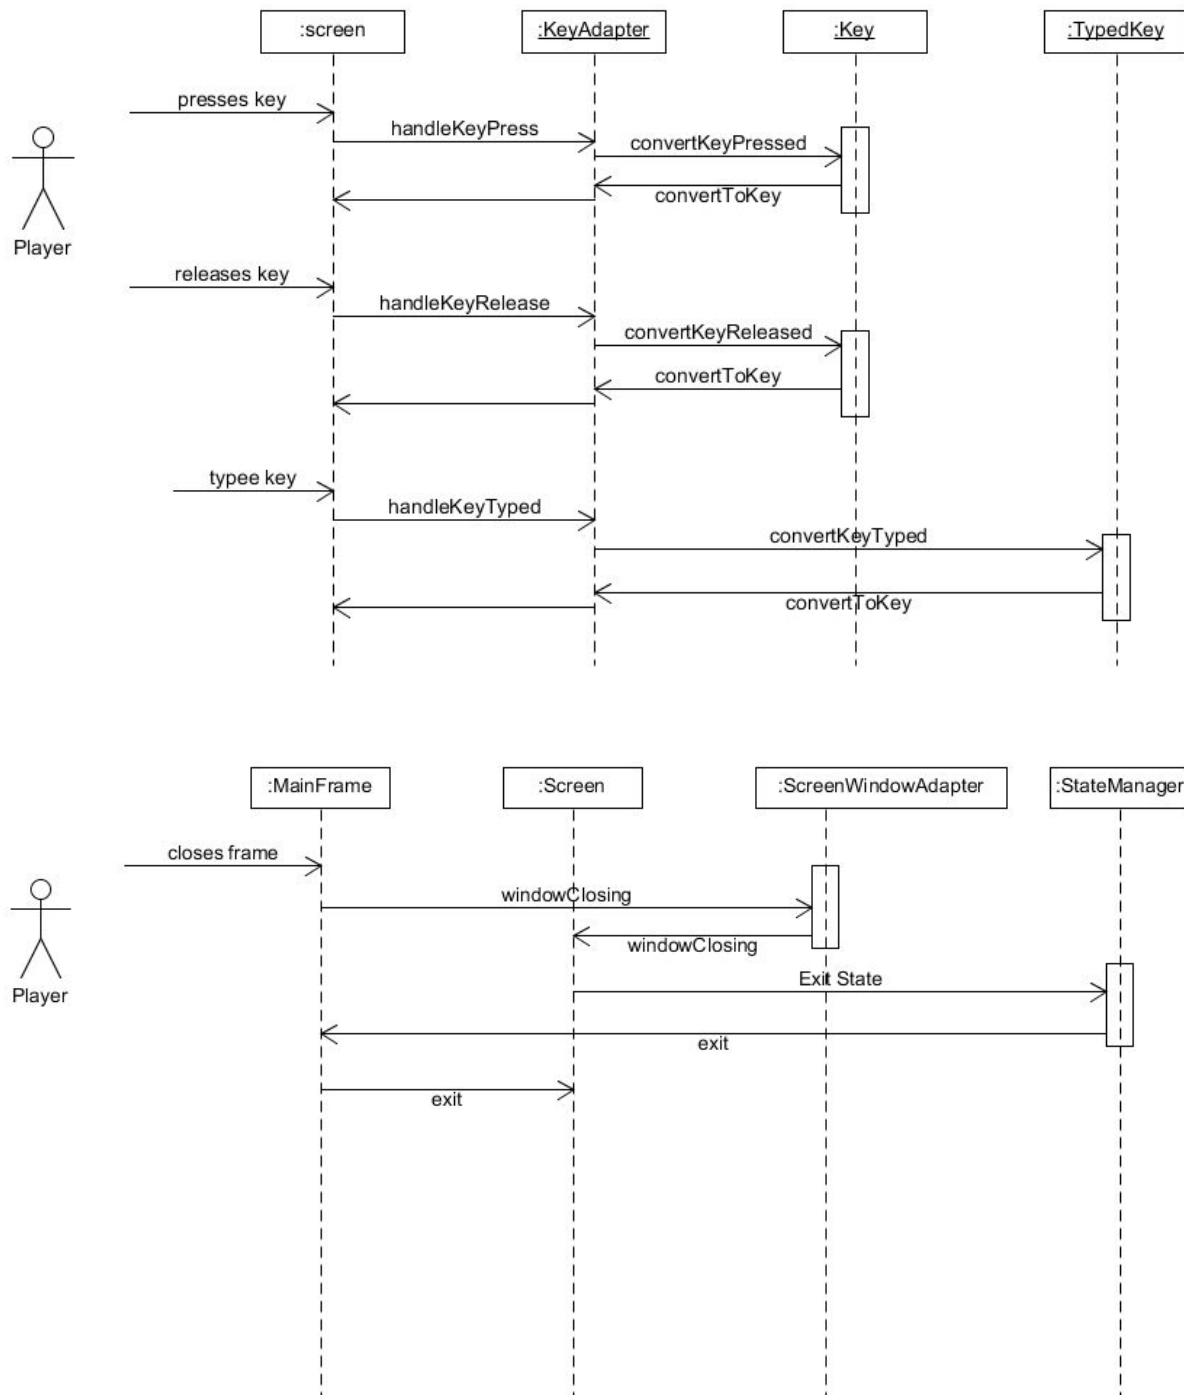 :screen
:KeyAdapter
:Key
:TypedKey
presses key
handleKeyPress
convertKeyPressed
convertToKey
Player
releases key
handleKeyRelease
convertKeyReleased
convertToKey
typee key
handleKeyTyped
convertKeyTyped
convertToKey
:MainFrame
:Screen
:ScreenWindowAdapter
:StateManager
closes frame
windowClosing
windowClosing
Exit State
Player
exit
exit